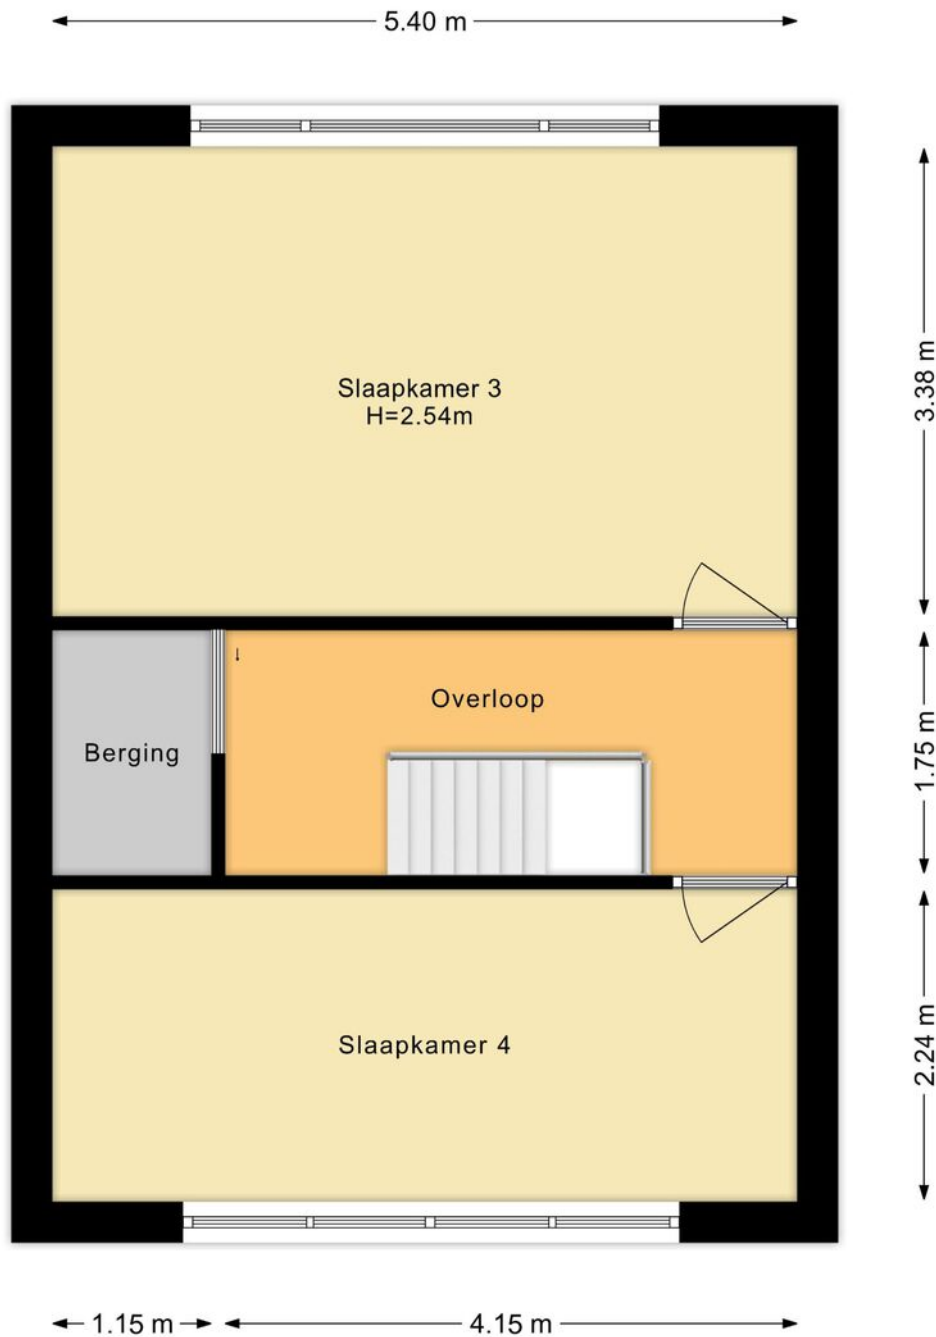 5.40 m
Slaapkamer 3
H=2.54m
3.38 m
Overloop
Berging
1.75 m
Slaapkamer 4
2.24 m
1.15 m
4.15 m